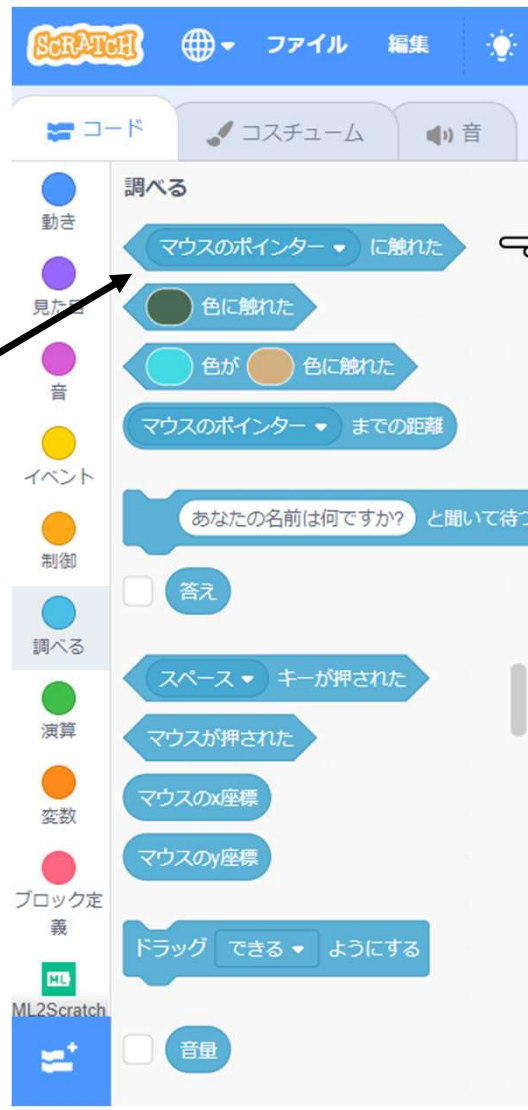 SCRATCH ファイル 編集
コード コスチューム 音
調べる
動き
マウスのポインター に触れた
見た目
色に触れた
音
色が 色に触れた
マウスのポインター までの距離
イベント
あなたの名前は何ですか? と聞いて待つ
制御
答え
調べる
スペース キーが押された
演算
マウスが押された
変数
マウスのx座標
マウスのy座標
ブロック定
義
ドラッグ できる ようにする
ML
ML2Scratch
音量